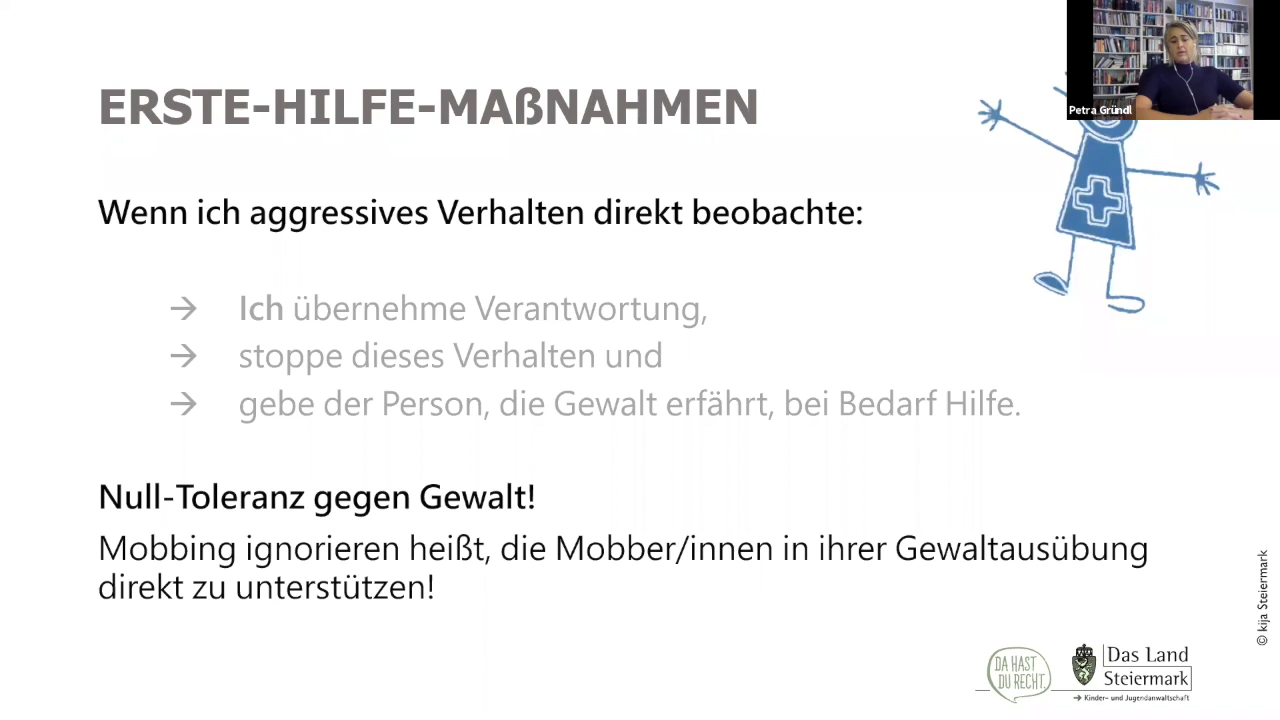 Petra Gründl
ERSTE-HILFE-MAßNAHMEN
Wenn ich aggressives Verhalten direkt beobachte:
→ Ich übernehme Verantwortung,
→ stoppe dieses Verhalten und
→ gebe der Person, die Gewalt erfährt, bei Bedarf Hilfe.
Null-Toleranz gegen Gewalt!
Mobbing ignorieren heißt, die Mobber/innen in ihrer Gewaltausübung
direkt zu unterstützen!
© kija Steiermark
DA HAST
DU RECHT.
Das Land
Steiermark
→ Kinder- und Jugendanwaltschaft